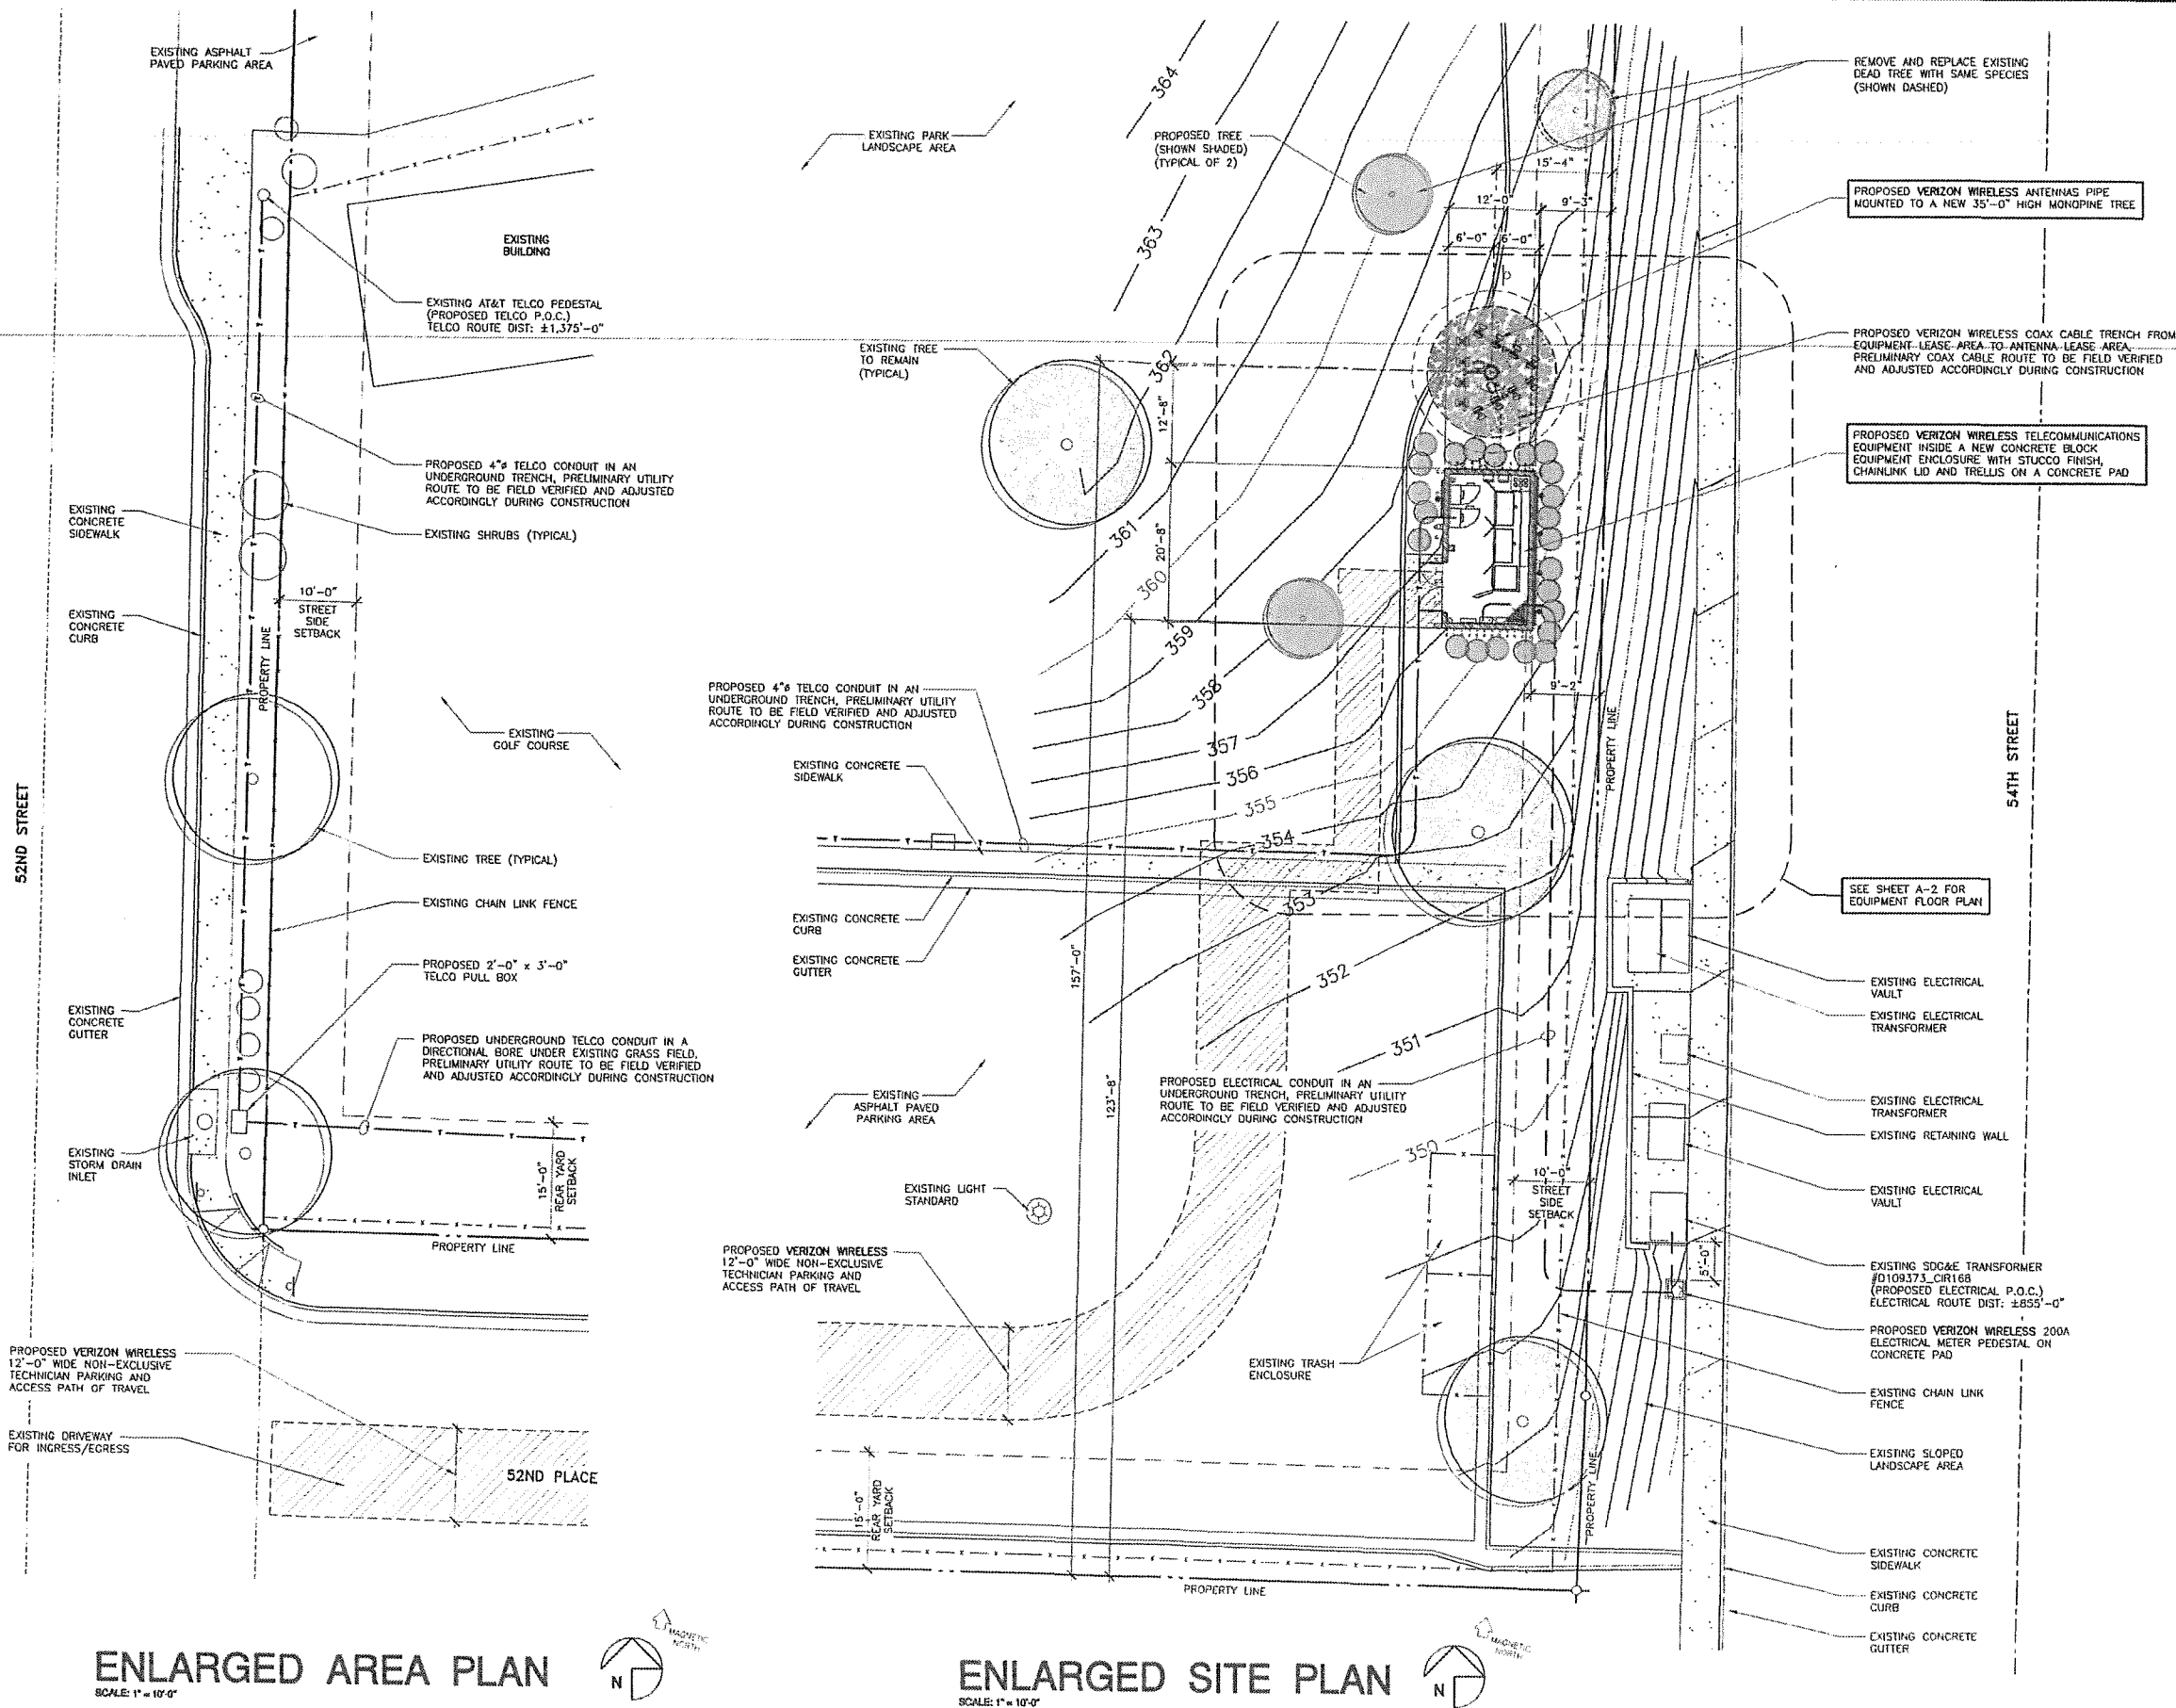 EXISTING ASPHALT
PAVED PARKING AREA
EXISTING
BUILDING
EXISTING AT&T TELCO PEDESTAL
(PROPOSED TELCO P.O.C.)
TELCO ROUTE DIST: ±1,375'-0"
PROPOSED 4"ø TELCO CONDUIT IN AN
UNDERGROUND TRENCH, PRELIMINARY UTILITY
ROUTE TO BE FIELD VERIFIED AND ADJUSTED
ACCORDINGLY DURING CONSTRUCTION
EXISTING
CONCRETE
SIDEWALK
EXISTING SHRUBS (TYPICAL)
10'-0"
STREET
SIDE
SETBACK
EXISTING
CONCRETE
CURB
PROPERTY LINE
EXISTING
GOLF COURSE
52ND STREET
EXISTING TREE (TYPICAL)
EXISTING CHAIN LINK FENCE
PROPOSED 2'-0" x 3'-0"
TELCO PULL BOX
EXISTING
CONCRETE
GUTTER
PROPOSED UNDERGROUND TELCO CONDUIT IN A
DIRECTIONAL BORE UNDER EXISTING GRASS FIELD,
PRELIMINARY UTILITY ROUTE TO BE FIELD VERIFIED
AND ADJUSTED ACCORDINGLY DURING CONSTRUCTION
EXISTING
STORM DRAIN
INLET
15'-0"
REAR YARD
SETBACK
PROPERTY LINE
PROPOSED VERIZON WIRELESS
12'-0" WIDE NON-EXCLUSIVE
TECHNICIAN PARKING AND
ACCESS PATH OF TRAVEL
EXISTING DRIVEWAY
FOR INGRESS/EGRESS
52ND PLACE
ENLARGED AREA PLAN
SCALE: 1" = 10'-0"
N
MAGNETIC
NORTH
EXISTING PARK
LANDSCAPE AREA
364
363
362
361
360
359
358
357
356
355
354
353
352
351
350
PROPOSED TREE
(SHOWN SHADED)
(TYPICAL OF 2)
REMOVE AND REPLACE EXISTING
DEAD TREE WITH SAME SPECIES
(SHOWN DASHED)
15'-4"
12'-0"
9'-3"
6'-0"
6'-0"
PROPOSED VERIZON WIRELESS ANTENNAS PIPE
MOUNTED TO A NEW 35'-0" HIGH MONOPINE TREE
EXISTING TREE
TO REMAIN
(TYPICAL)
PROPOSED VERIZON WIRELESS COAX CABLE TRENCH FROM
EQUIPMENT LEASE AREA TO ANTENNA LEASE AREA,
PRELIMINARY COAX CABLE ROUTE TO BE FIELD VERIFIED
AND ADJUSTED ACCORDINGLY DURING CONSTRUCTION
12'-8"
20'-8"
PROPOSED VERIZON WIRELESS TELECOMMUNICATIONS
EQUIPMENT INSIDE A NEW CONCRETE BLOCK
EQUIPMENT ENCLOSURE WITH STUCCO FINISH,
CHAINLINK LID AND TRELLIS ON A CONCRETE PAD
PROPOSED 4"ø TELCO CONDUIT IN AN
UNDERGROUND TRENCH, PRELIMINARY UTILITY
ROUTE TO BE FIELD VERIFIED AND ADJUSTED
ACCORDINGLY DURING CONSTRUCTION
9'-2"
PROPERTY LINE
54TH STREET
EXISTING CONCRETE
SIDEWALK
EXISTING CONCRETE
CURB
EXISTING CONCRETE
GUTTER
SEE SHEET A-2 FOR
EQUIPMENT FLOOR PLAN
157'-0"
123'-8"
EXISTING ELECTRICAL
VAULT
EXISTING ELECTRICAL
TRANSFORMER
EXISTING
ASPHALT PAVED
PARKING AREA
PROPOSED ELECTRICAL CONDUIT IN AN
UNDERGROUND TRENCH, PRELIMINARY UTILITY
ROUTE TO BE FIELD VERIFIED AND ADJUSTED
ACCORDINGLY DURING CONSTRUCTION
EXISTING ELECTRICAL
TRANSFORMER
EXISTING RETAINING WALL
10'-0"
STREET
SIDE
SETBACK
EXISTING LIGHT
STANDARD
EXISTING ELECTRICAL
VAULT
PROPOSED VERIZON WIRELESS
12'-0" WIDE NON-EXCLUSIVE
TECHNICIAN PARKING AND
ACCESS PATH OF TRAVEL
5'-0"
EXISTING SDG&E TRANSFORMER
#D109373_CIR168
(PROPOSED ELECTRICAL P.O.C.)
ELECTRICAL ROUTE DIST: ±855'-0"
PROPOSED VERIZON WIRELESS 200A
ELECTRICAL METER PEDESTAL ON
CONCRETE PAD
EXISTING TRASH
ENCLOSURE
EXISTING CHAIN LINK
FENCE
EXISTING SLOPED
LANDSCAPE AREA
15'-0"
REAR YARD
SETBACK
PROPERTY LINE
PROPERTY LINE
EXISTING CONCRETE
SIDEWALK
EXISTING CONCRETE
CURB
EXISTING CONCRETE
GUTTER
ENLARGED SITE PLAN
SCALE: 1" = 10'-0"
N
MAGNETIC
NORTH